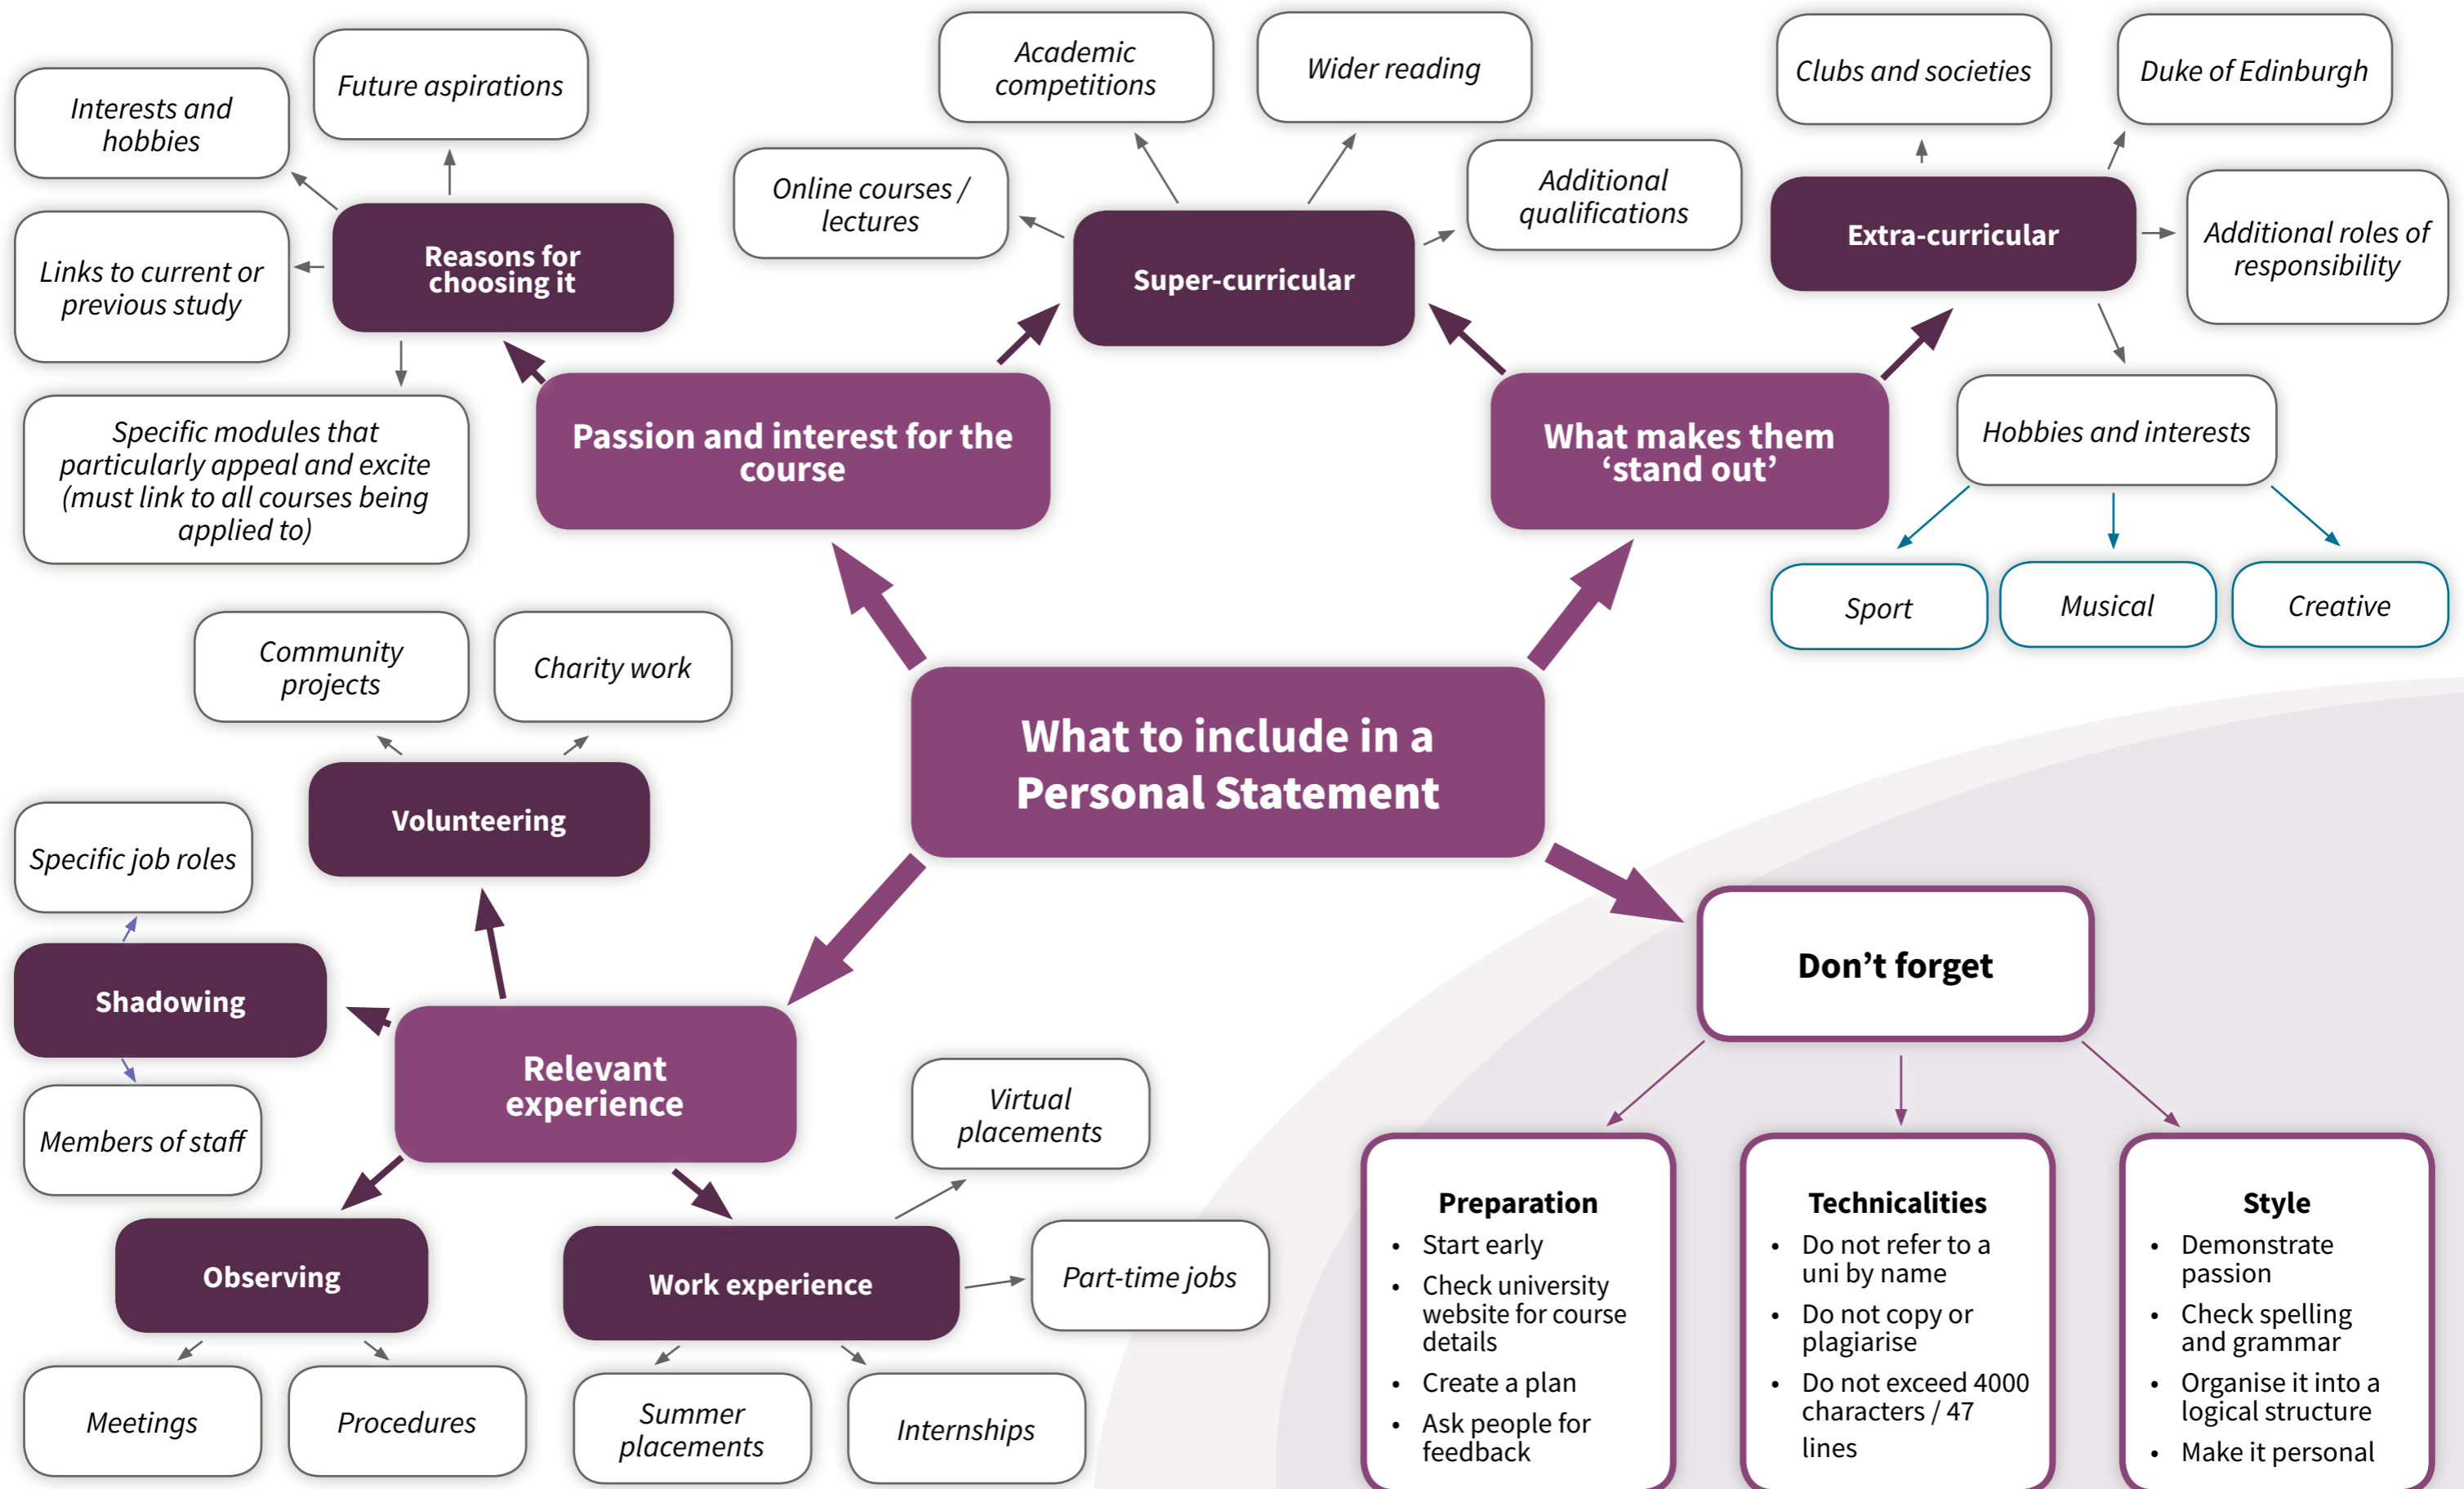 Interests and
hobbies
Future aspirations
Links to current or
previous study
Reasons for
choosing it
Specific modules that
particularly appeal and excite
(must link to all courses being
applied to)
Academic
competitions
Wider reading
Online courses /
lectures
Additional
qualifications
Super-curricular
Clubs and societies
Duke of Edinburgh
Extra-curricular
Additional roles of
responsibility
Passion and interest for the
course
What makes them
‘stand out’
Hobbies and interests
Sport
Musical
Creative
Community
projects
Charity work
Volunteering
What to include in a
Personal Statement
Specific job roles
Shadowing
Members of staff
Relevant
experience
Observing
Meetings
Procedures
Work experience
Virtual
placements
Part-time jobs
Summer
placements
Internships
Don’t forget
Preparation
• Start early
• Check university
website for course
details
• Create a plan
• Ask people for
feedback
Technicalities
• Do not refer to a
uni by name
• Do not copy or
plagiarise
• Do not exceed 4000
characters / 47
lines
Style
• Demonstrate
passion
• Check spelling
and grammar
• Organise it into a
logical structure
• Make it personal